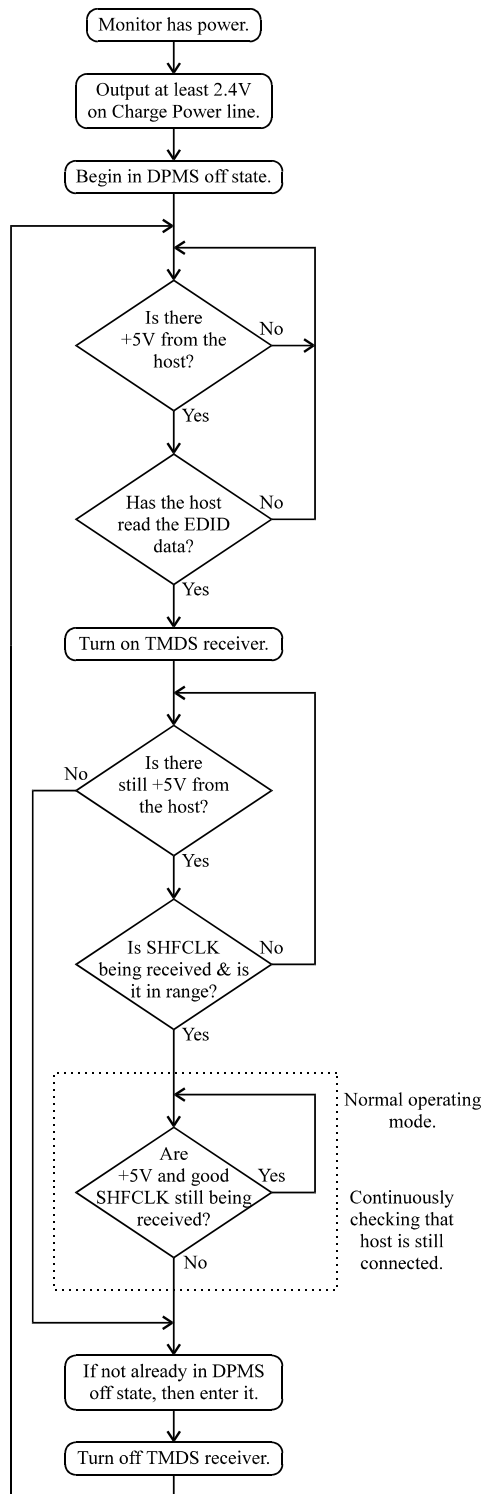 Monitor has power.
Output at least 2.4V
on Charge Power line.
Begin in DPMS off state.
Is there
+5V from the
host?
No
Yes
Has the host
read the EDID
data?
No
Yes
Turn on TMDS receiver.
Is there
still +5V from
the host?
No
Yes
Is SHFCLK
being received & is
it in range?
No
Yes
Normal operating
mode.
Are
+5V and good
SHFCLK still being
received?
Yes
No
Continuously
checking that
host is still
connected.
If not already in DPMS
off state, then enter it.
Turn off TMDS receiver.